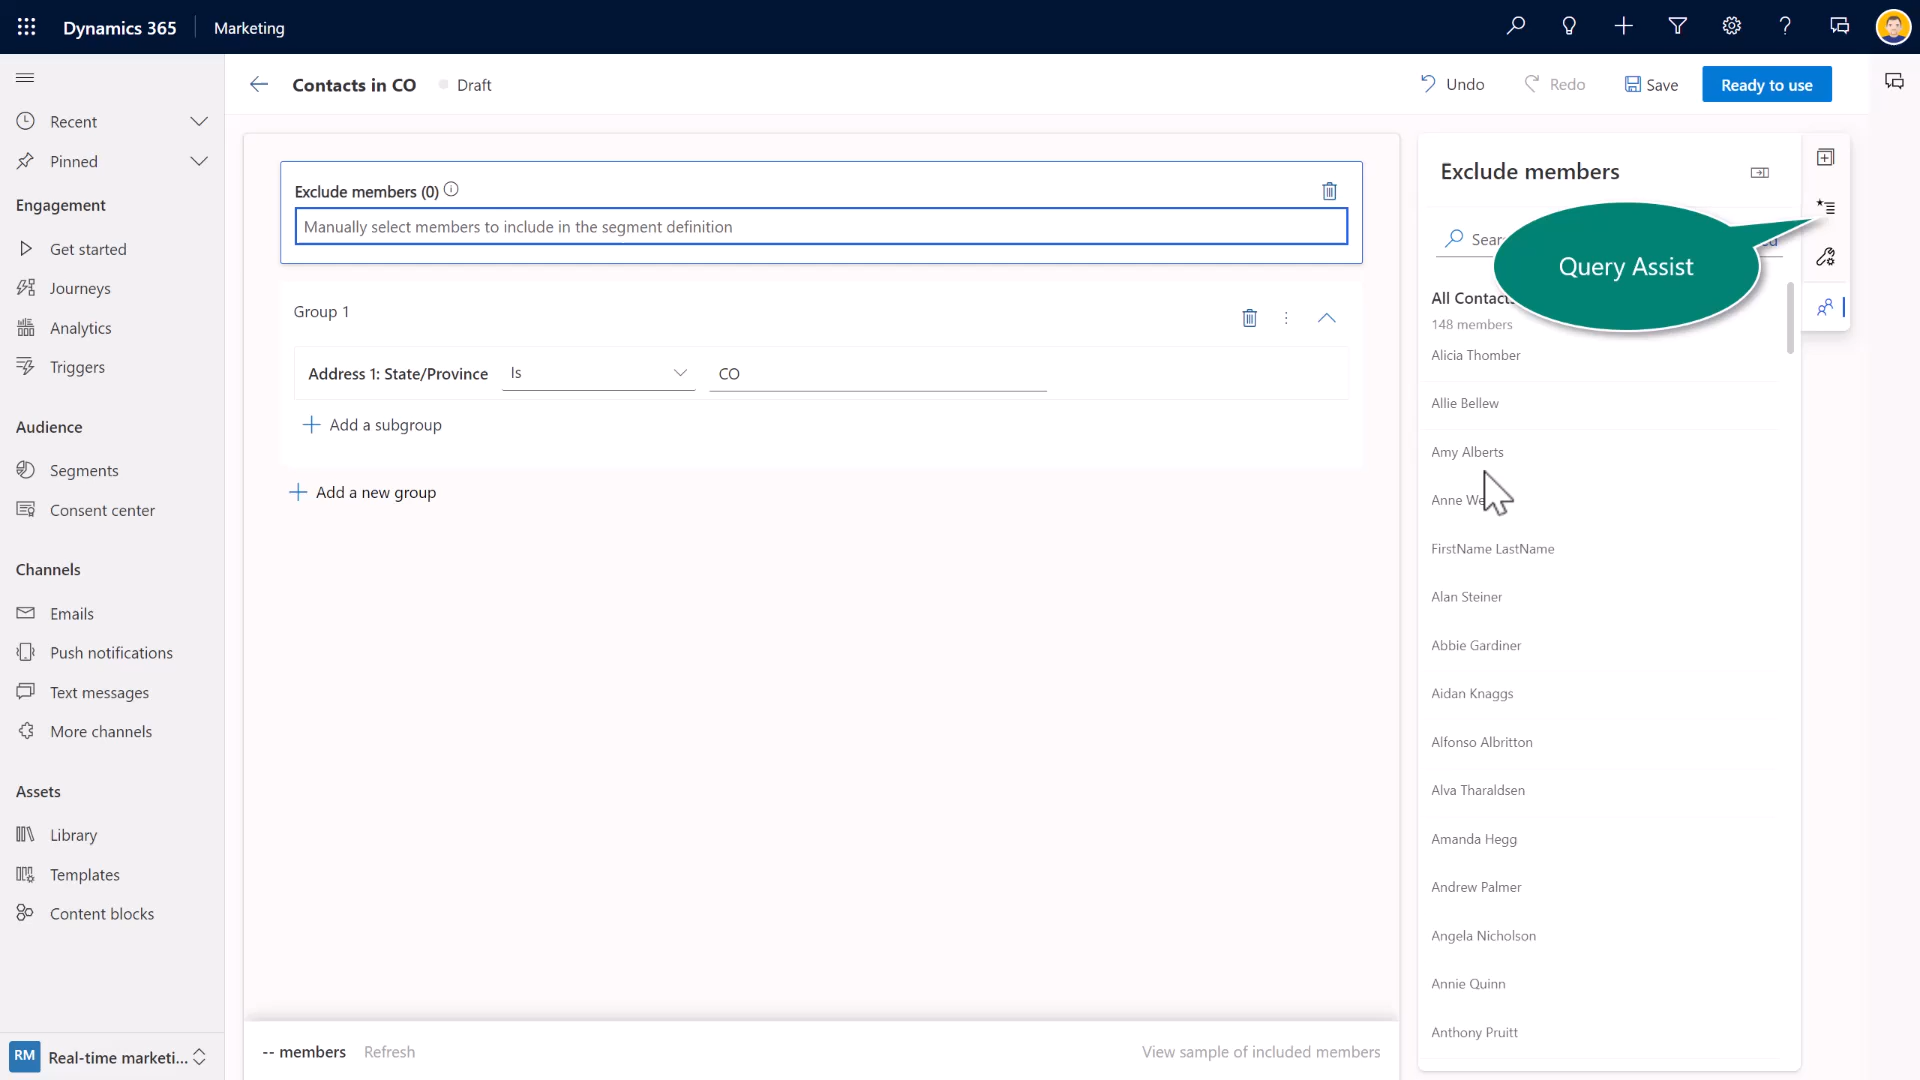 Dynamics 365 Marketing
Contacts in CO Draft
Undo Redo Save Ready to use
Recent
Pinned
Engagement
Get started
Journeys
Analytics
Triggers
Audience
Segments
Consent center
Channels
Emails
Push notifications
Text messages
More channels
Assets
Library
Templates
Content blocks
RM Real-time marketi...
Exclude members (0)
Manually select members to include in the segment definition
Group 1
Address 1: State/Province Is CO
Add a subgroup
Add a new group
-- members Refresh View sample of included members
Exclude members
Query Assist
All Contacts
148 members
Alicia Thomber
Allie Bellew
Amy Alberts
Anne We
FirstName LastName
Alan Steiner
Abbie Gardiner
Aidan Knaggs
Alfonso Albritton
Alva Tharaldsen
Amanda Hegg
Andrew Palmer
Angela Nicholson
Annie Quinn
Anthony Pruitt